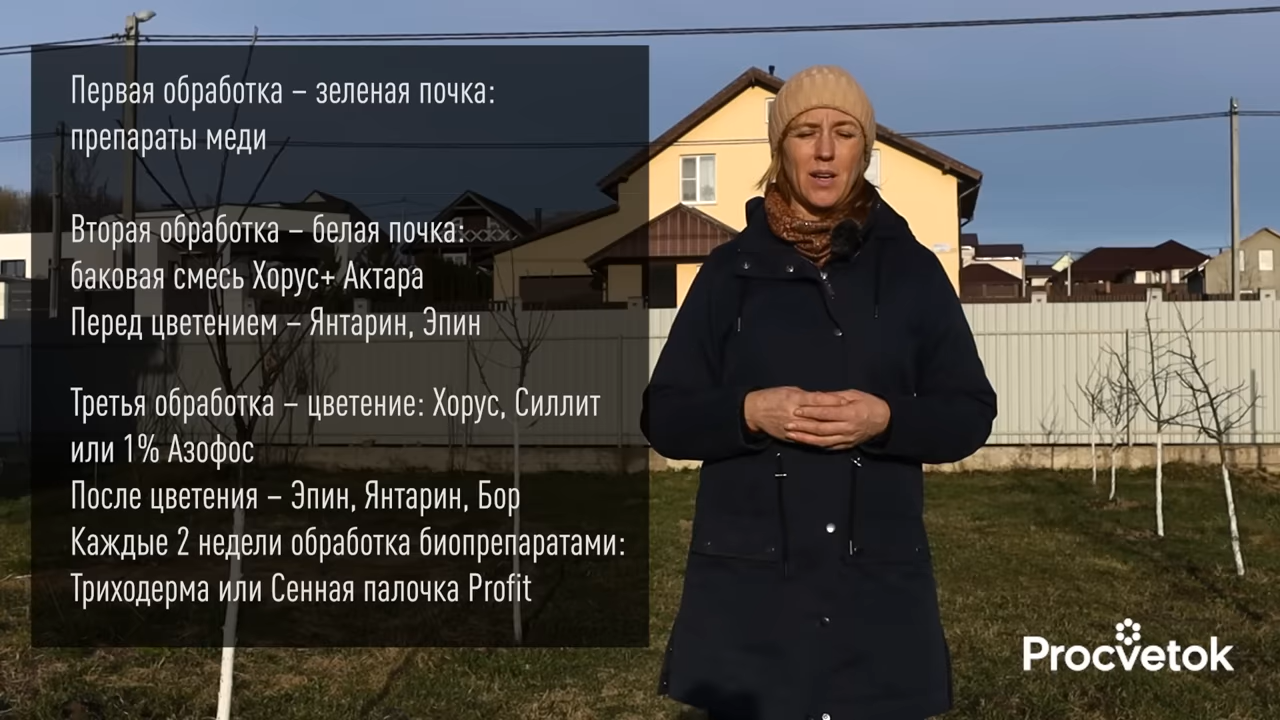 Первая обработка – зеленая почка:
препараты меди
Вторая обработка – белая почка:
баковая смесь Хорус+ Актара
Перед цветением – Янтарин, Эпин
Третья обработка – цветение: Хорус, Силлит
или 1% Азофос
После цветения – Эпин, Янтарин, Бор
Каждые 2 недели обработка биопрепаратами:
Триходерма или Сенная палочка Profit
Procvetok